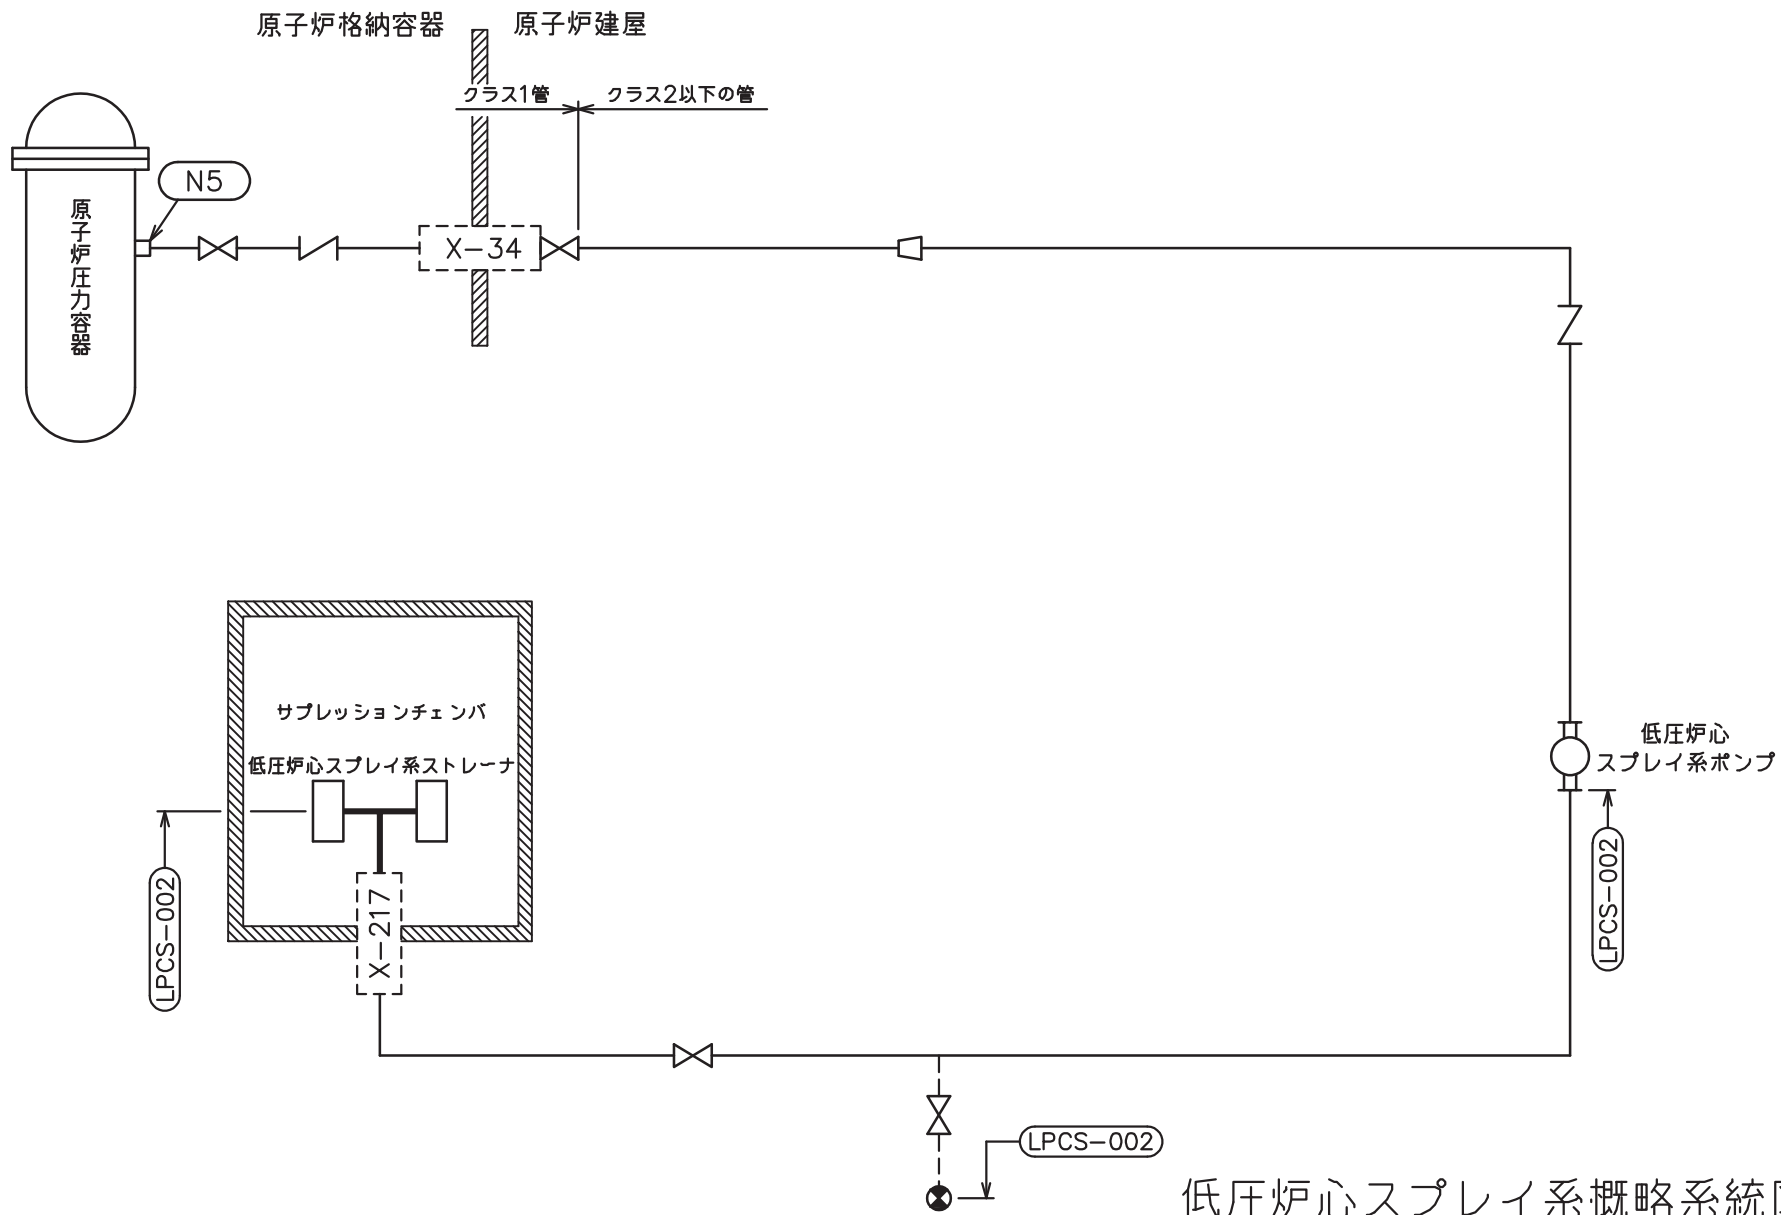 原子炉格納容器
原子炉建屋
クラス1管
クラス2以下の管
N5
原子炉圧力容器
X-34
サプレッションチェンバ
低圧炉心スプレイ系ストレーナ
低圧炉心
スプレイ系ポンプ
LPCS-002
LPCS-002
X-217
LPCS-002
低圧炉心スプレイ系概略系統